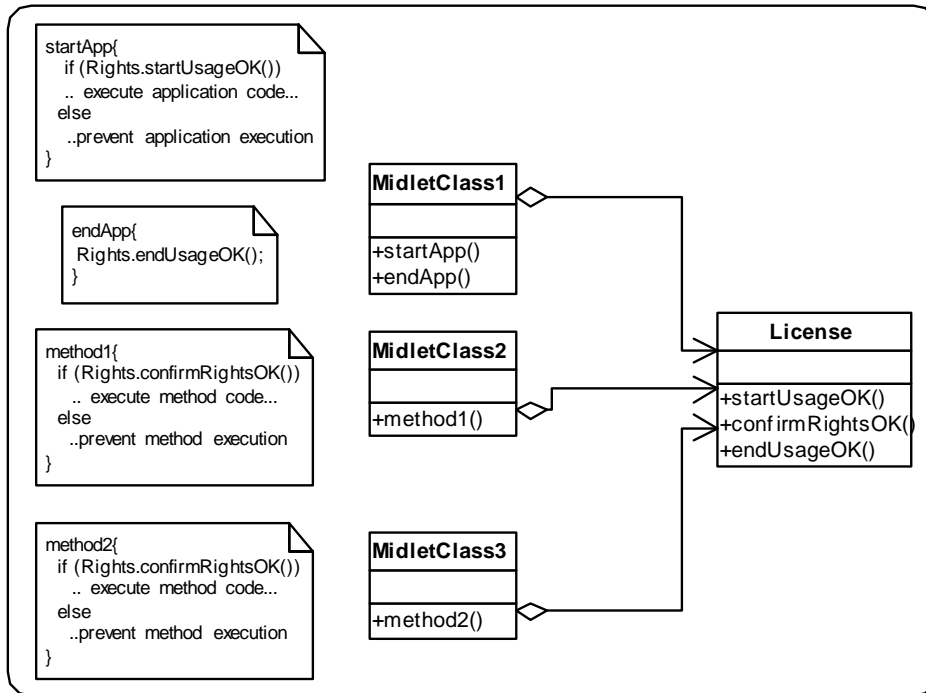 startApp{
if (Rights.startUsageOK())
.. execute application code...
else
..prevent application execution
}
endApp{
Rights.endUsageOK();
}
method1{
if (Rights.confirmRightsOK())
.. execute method code...
else
..prevent method execution
}
method2{
if (Rights.confirmRightsOK())
.. execute method code...
else
..prevent method execution
}
MidletClass1
+startApp()
+endApp()
MidletClass2
+method1()
MidletClass3
+method2()
License
+startUsageOK()
+confirmRightsOK()
+endUsageOK()